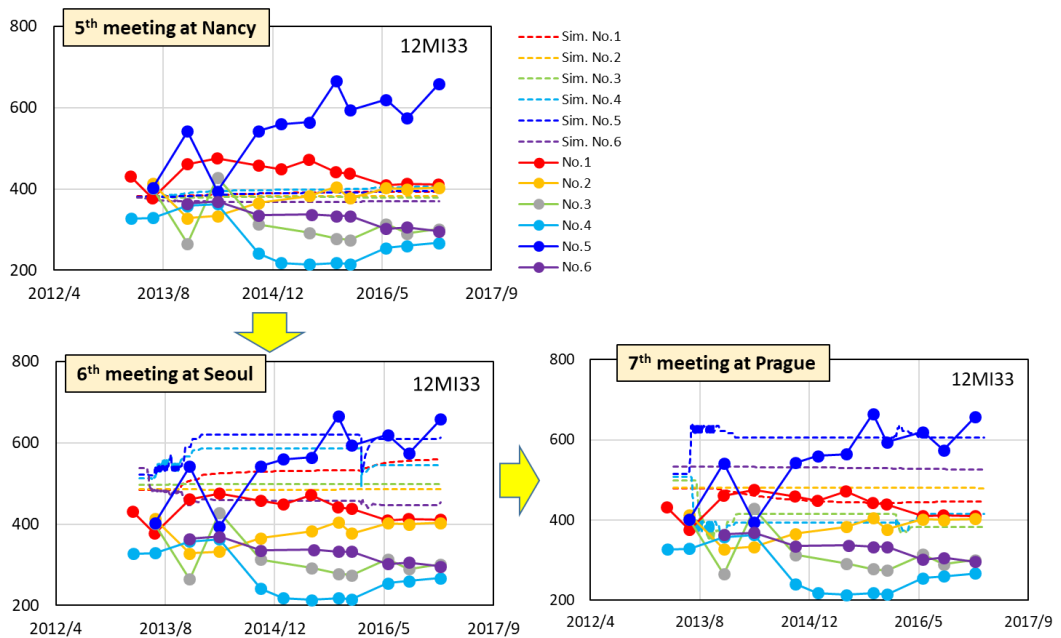 5th meeting at Nancy
12MI33
800
600
400
200
2012/4
2013/8
2014/12
2016/5
2017/9
Sim. No.1
Sim. No.2
Sim. No.3
Sim. No.4
Sim. No.5
Sim. No.6
No.1
No.2
No.3
No.4
No.5
No.6
6th meeting at Seoul
12MI33
800
600
400
200
2012/4
2013/8
2014/12
2016/5
2017/9
7th meeting at Prague
12MI33
800
600
400
200
2012/4
2013/8
2014/12
2016/5
2017/9